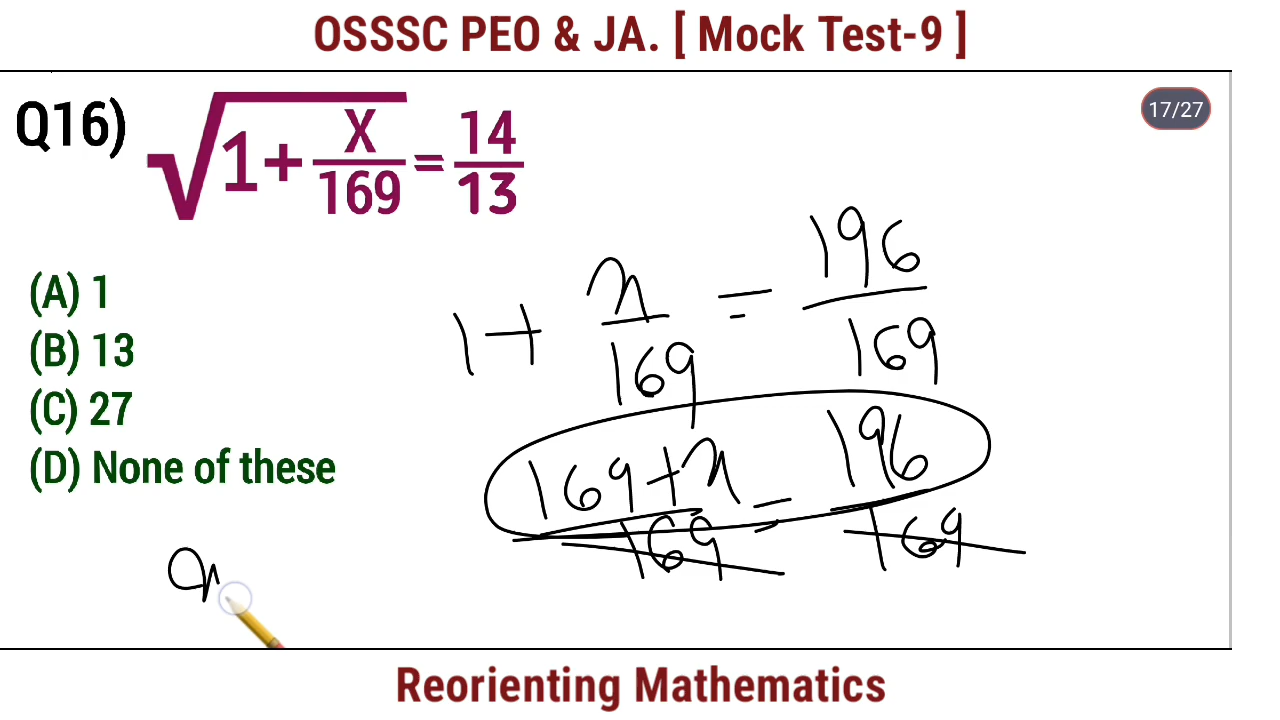 OSSSC PEO & JA. [ Mock Test-9 ]
17/27
Q16) √1+X/169=14/13
(A) 1
(B) 13
(C) 27
(D) None of these
1+x/169=196/169
169+x/169=196/169
x
Reorienting Mathematics